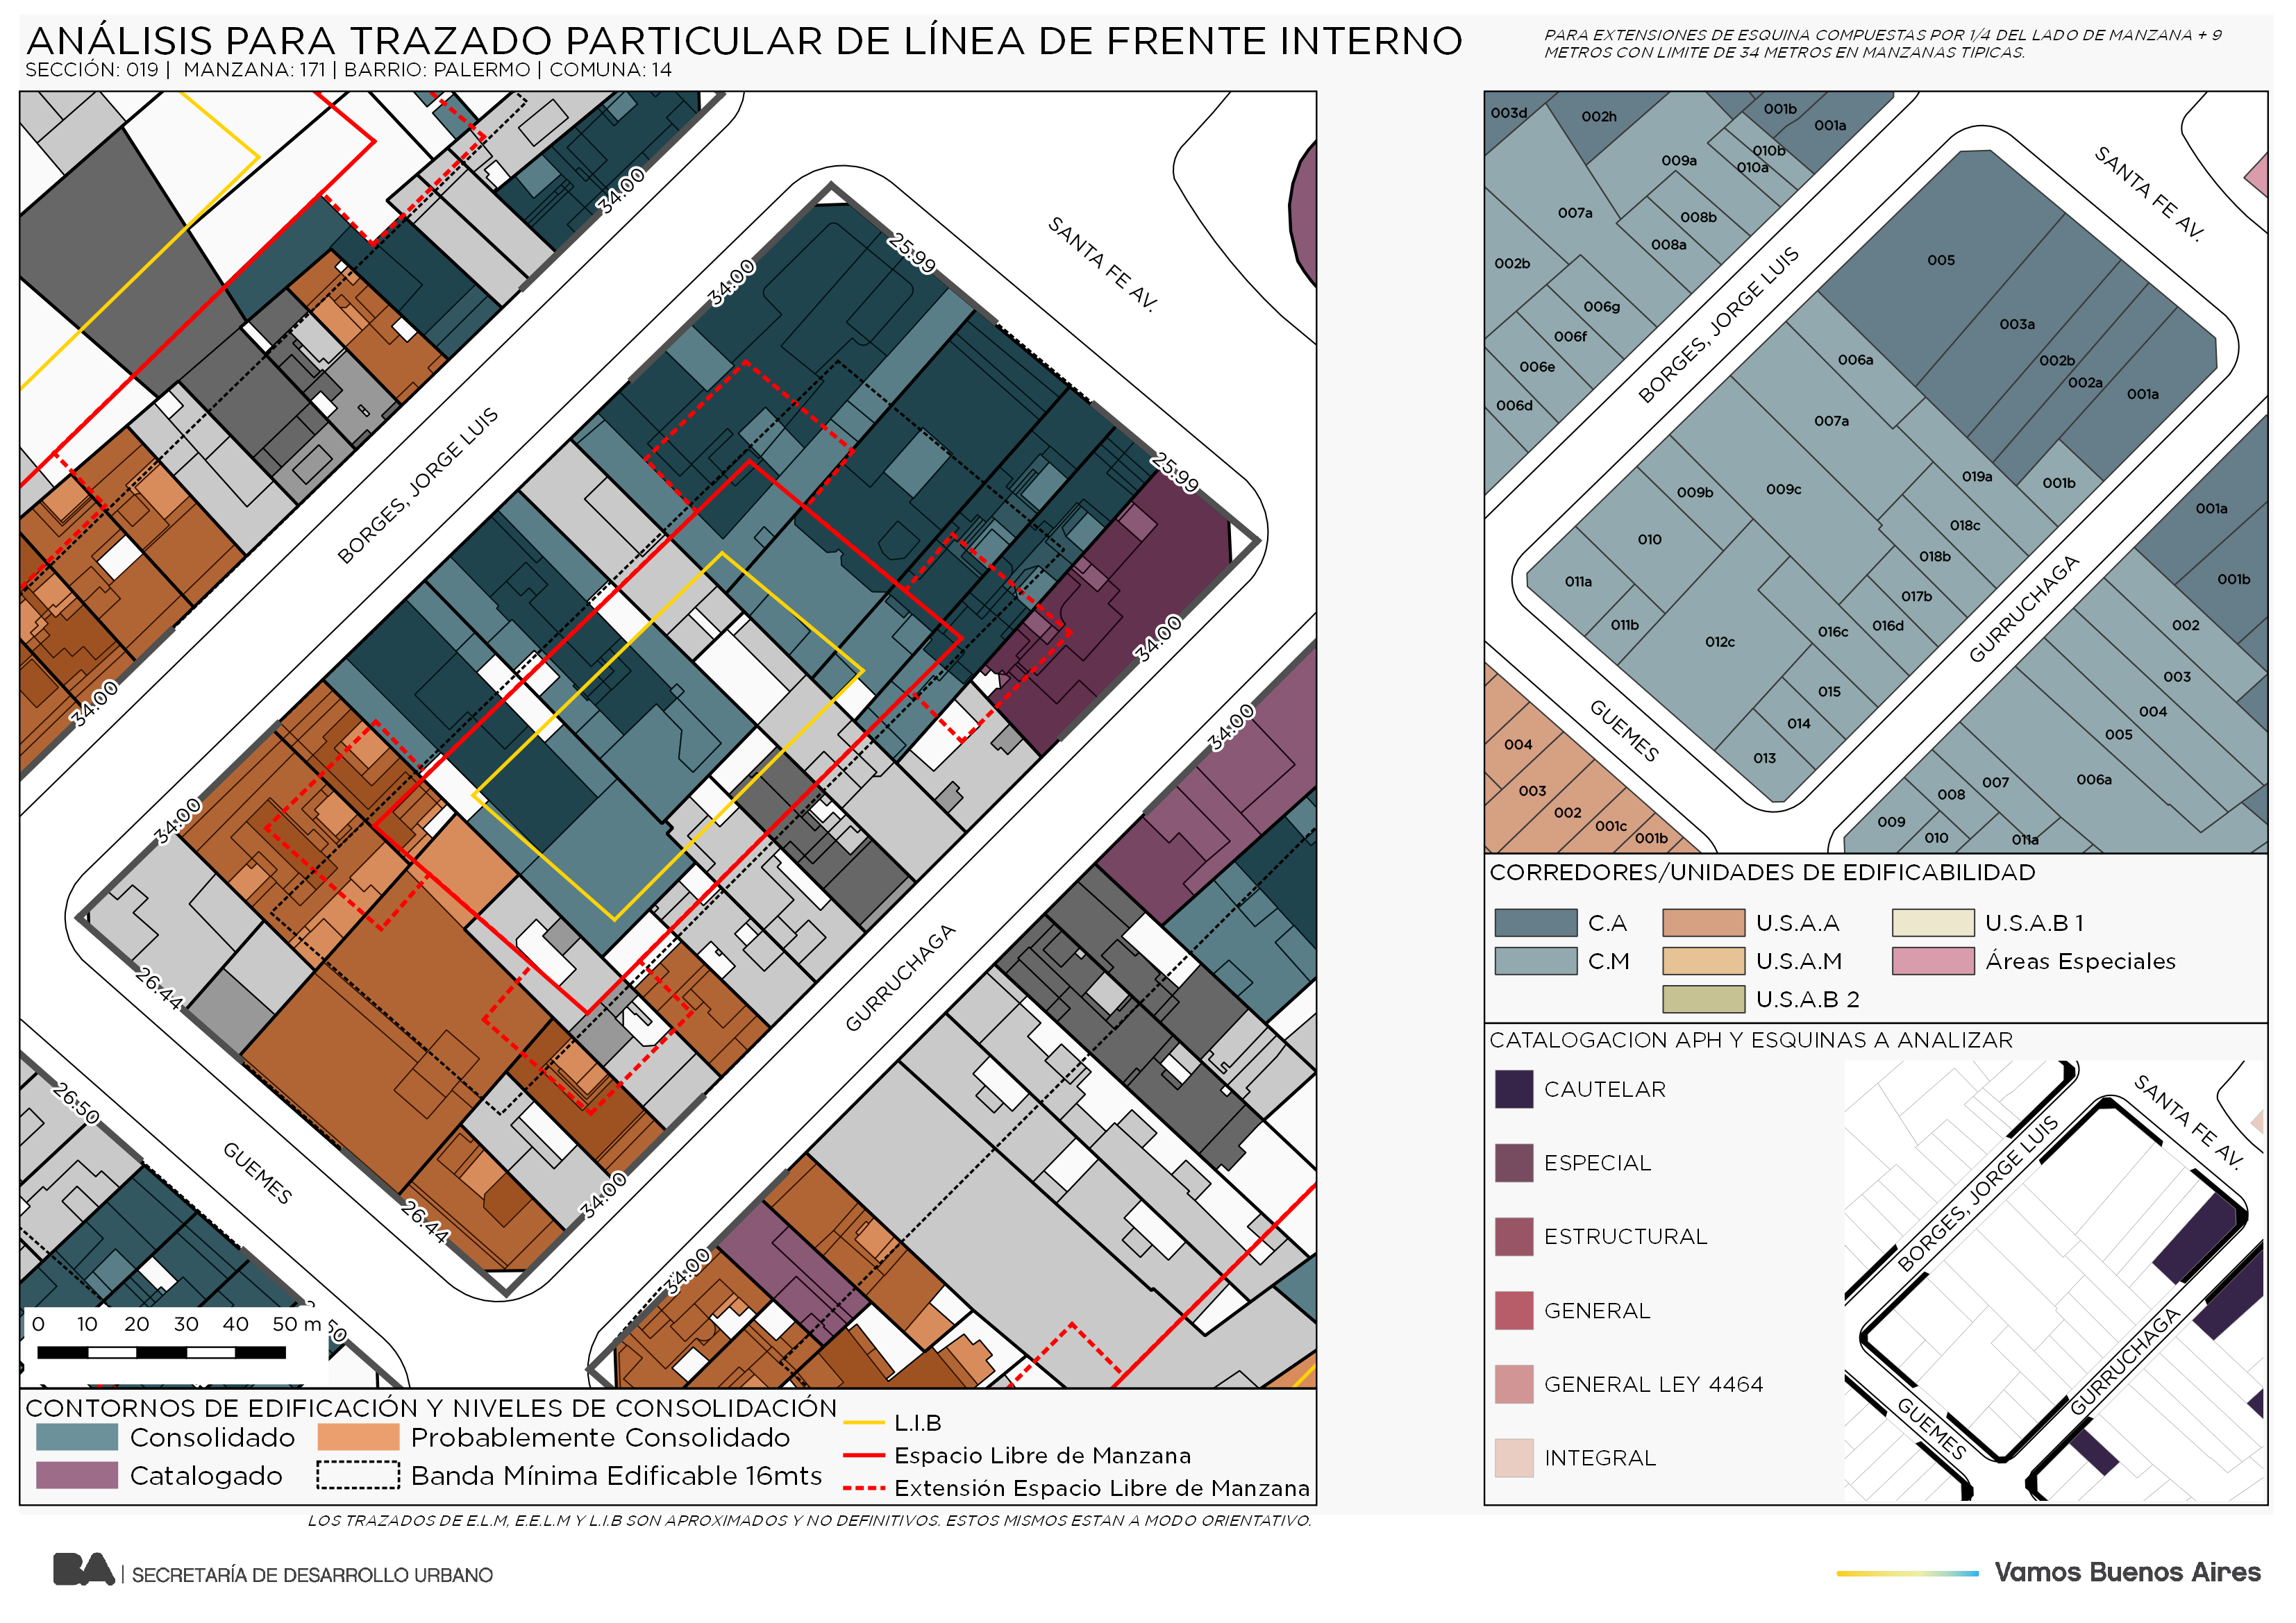 ANÁLISIS PARA TRAZADO PARTICULAR DE LÍNEA DE FRENTE INTERNO
SECCIÓN: 019 | MANZANA: 171 | BARRIO: PALERMO | COMUNA: 14
PARA EXTENSIONES DE ESQUINA COMPUESTAS POR 1/4 DEL LADO DE MANZANA + 9
METROS CON LIMITE DE 34 METROS EN MANZANAS TIPICAS.
34.00
SANTA FE AV.
25.99
34.00
BORGES, JORGE LUIS
25.99
34.00
34.00
34.00
34.00
26.44
GURRUCHAGA
26.50
GUEMES
26.44
34.00
34.00
50
0 10 20 30 40 50 m
CONTORNOS DE EDIFICACIÓN Y NIVELES DE CONSOLIDACIÓN
Consolidado
Probablemente Consolidado
Catalogado
Banda Mínima Edificable 16mts
L.I.B
Espacio Libre de Manzana
Extensión Espacio Libre de Manzana
LOS TRAZADOS DE E.L.M, E.E.L.M Y L.I.B SON APROXIMADOS Y NO DEFINITIVOS. ESTOS MISMOS ESTAN A MODO ORIENTATIVO.
003d
002h
001b
001a
010b
010a
009a
007a
008b
008a
002b
006g
006f
006e
006d
SANTA FE AV.
BORGES, JORGE LUIS
005
003a
002b
002a
001a
006a
007a
019a
001b
009b
009c
018c
010
018b
011a
017b
011b
012c
016c
016d
015
014
013
GUEMES
GURRUCHAGA
001a
001b
002
003
004
005
006a
007
008
009
010
011a
004
003
002
001c
001b
CORREDORES/UNIDADES DE EDIFICABILIDAD
C.A
U.S.A.A
U.S.A.B 1
C.M
U.S.A.M
Áreas Especiales
U.S.A.B 2
CATALOGACION APH Y ESQUINAS A ANALIZAR
CAUTELAR
ESPECIAL
ESTRUCTURAL
GENERAL
GENERAL LEY 4464
INTEGRAL
SANTA FE AV.
BORGES, JORGE LUIS
GURRUCHAGA
GUEMES
BA | SECRETARÍA DE DESARROLLO URBANO
Vamos Buenos Aires